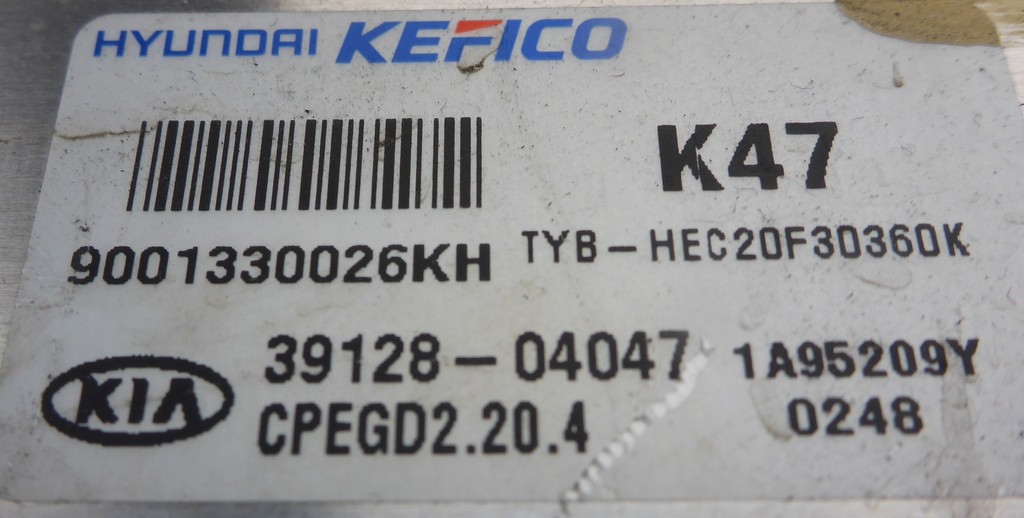 HYUNDAI KEFICO
K47
9001330026KH
TYB-HEC20F30360K
39128-04047
1A95209Y
KIA
CPEGD2.20.4
0248